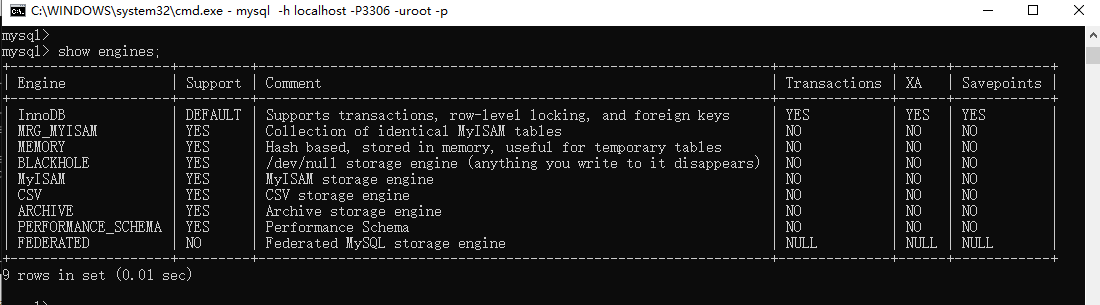 C:\WINDOWS\system32\cmd.exe - mysql  -h localhost -P3306 -uroot -p
mysql>
mysql> show engines;
+--------------------+---------+----------------------------------------------------------------+--------------+------+------------+
| Engine             | Support | Comment                                                        | Transactions | XA   | Savepoints |
+--------------------+---------+----------------------------------------------------------------+--------------+------+------------+
| InnoDB             | DEFAULT | Supports transactions, row-level locking, and foreign keys     | YES          | YES  | YES        |
| MRG_MYISAM         | YES     | Collection of identical MyISAM tables                          | NO           | NO   | NO         |
| MEMORY             | YES     | Hash based, stored in memory, useful for temporary tables      | NO           | NO   | NO         |
| BLACKHOLE          | YES     | /dev/null storage engine (anything you write to it disappears) | NO           | NO   | NO         |
| MyISAM             | YES     | MyISAM storage engine                                          | NO           | NO   | NO         |
| CSV                | YES     | CSV storage engine                                             | NO           | NO   | NO         |
| ARCHIVE            | YES     | Archive storage engine                                         | NO           | NO   | NO         |
| PERFORMANCE_SCHEMA | YES     | Performance Schema                                             | NO           | NO   | NO         |
| FEDERATED          | NO      | Federated MySQL storage engine                                 | NULL         | NULL | NULL       |
+--------------------+---------+----------------------------------------------------------------+--------------+------+------------+
9 rows in set (0.01 sec)